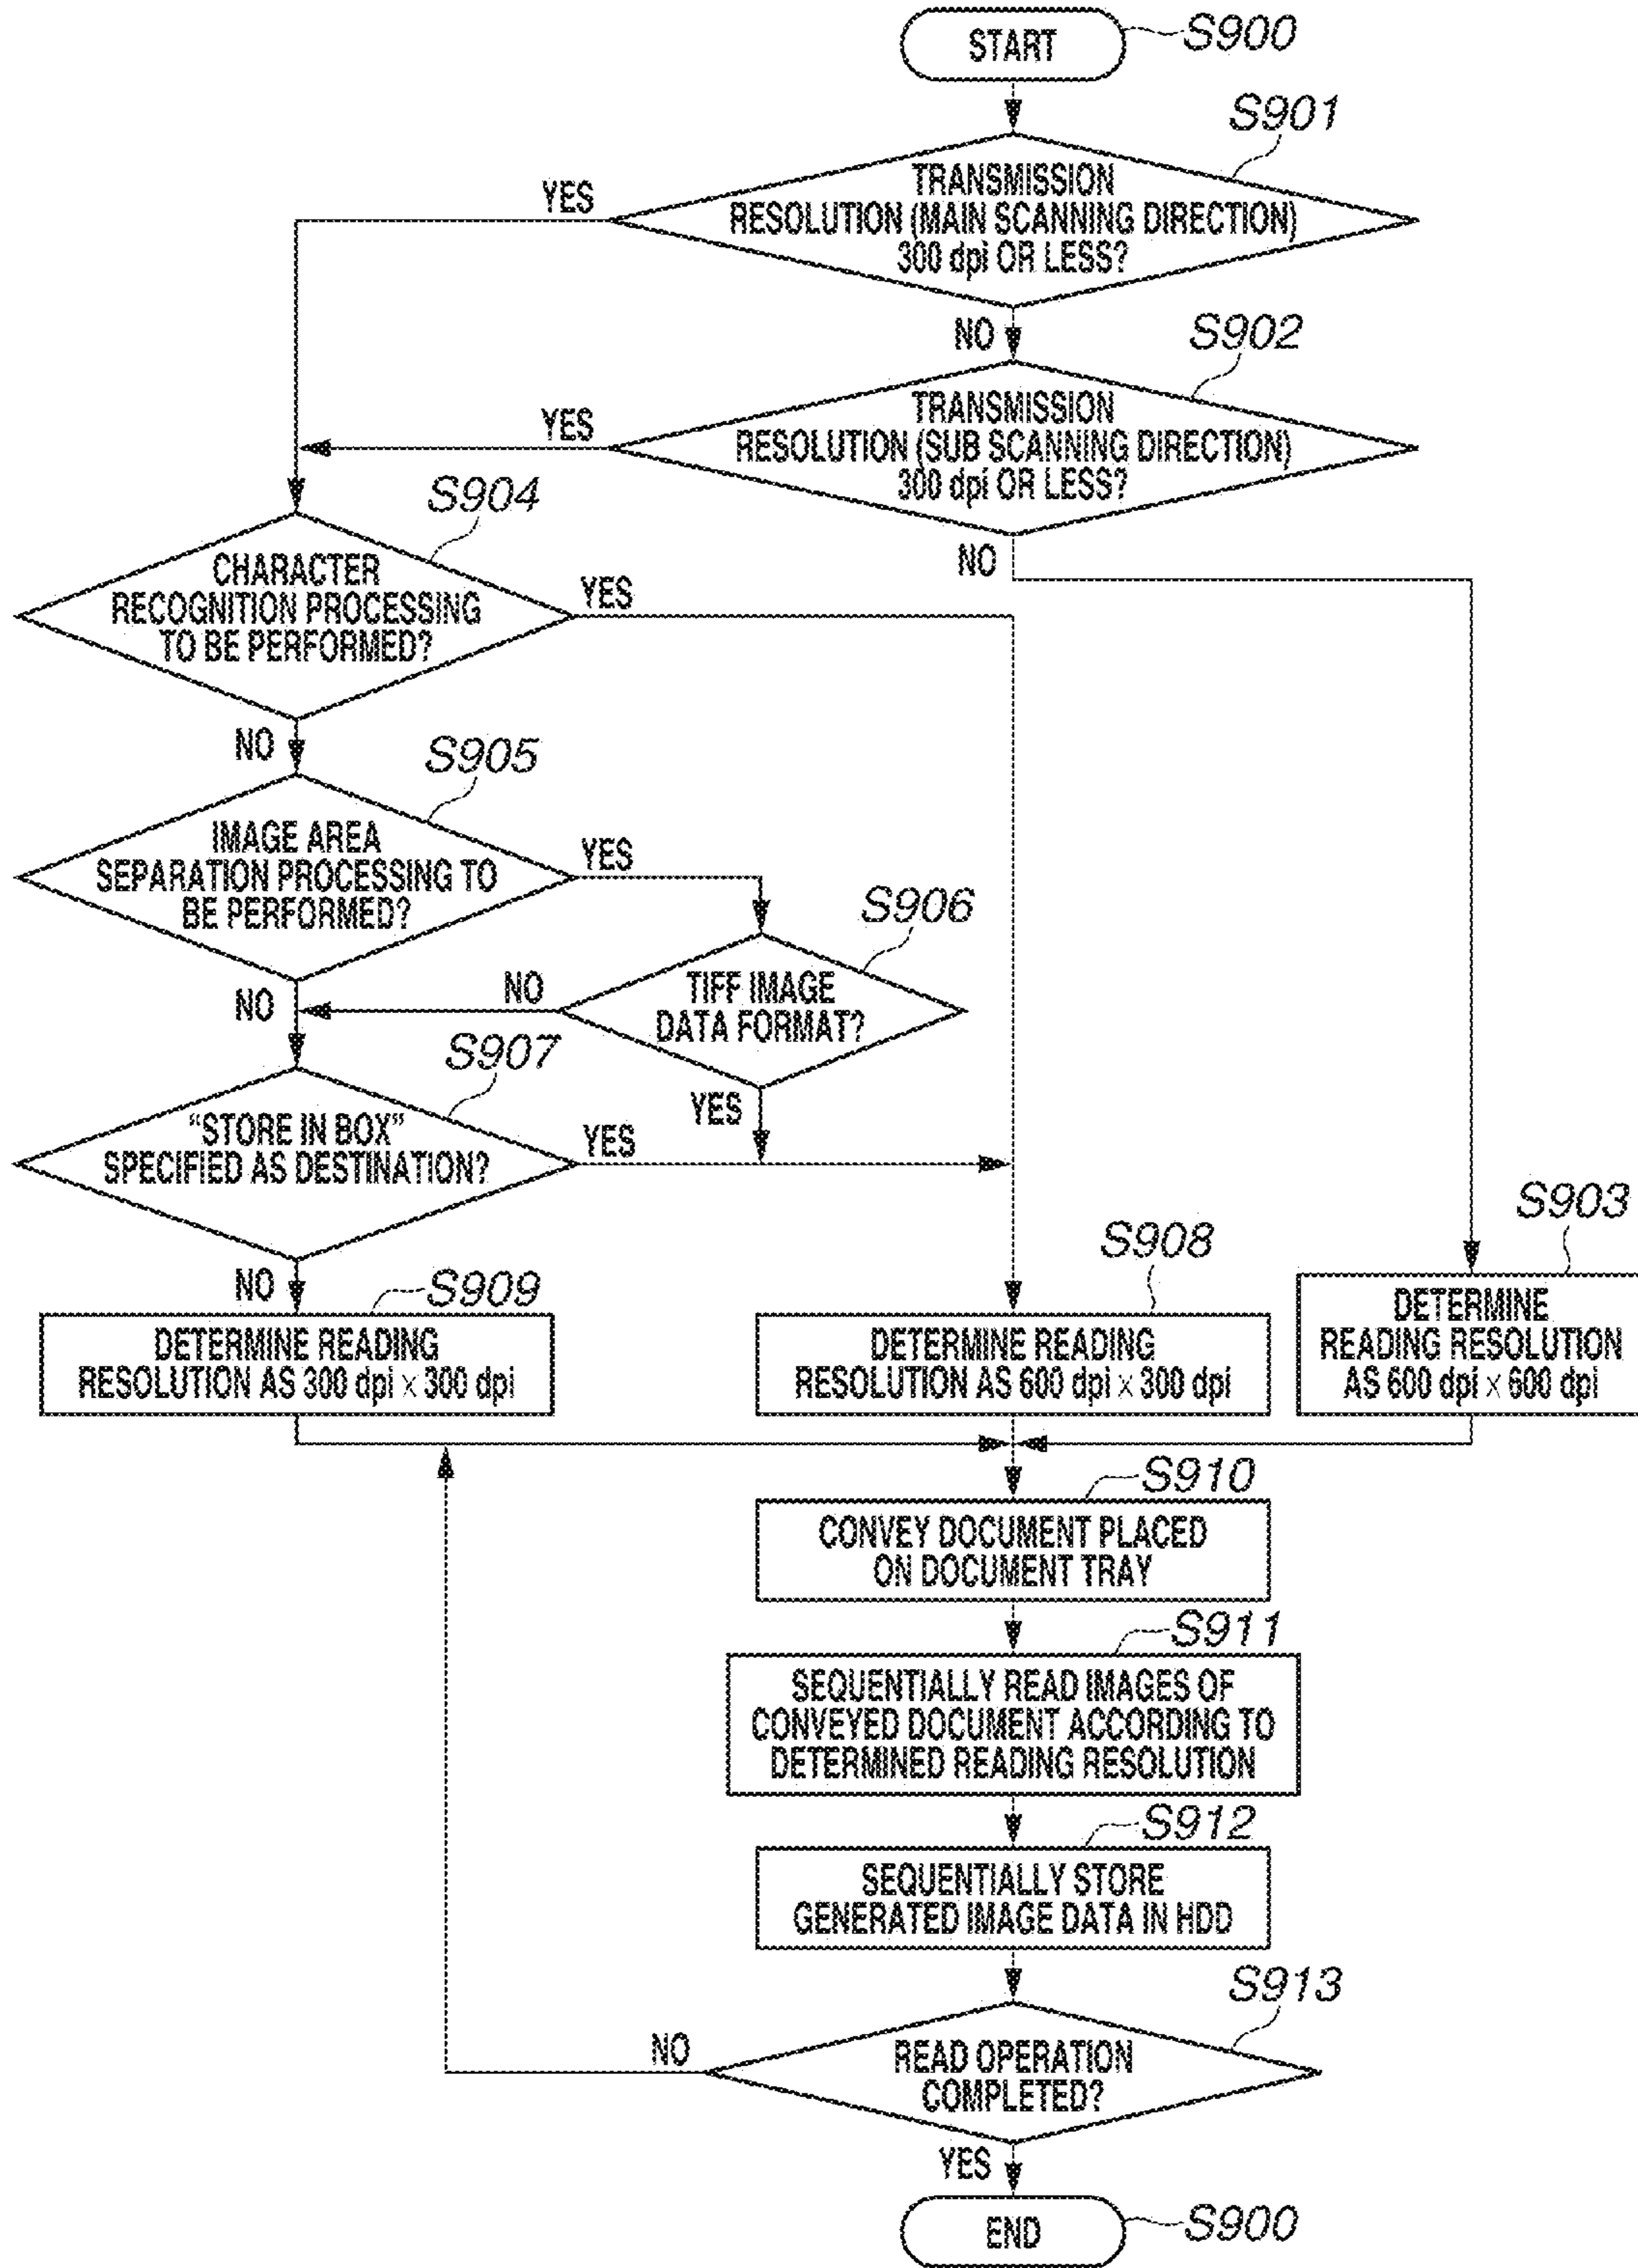 START
S900
S901
TRANSMISSION
RESOLUTION (MAIN SCANNING DIRECTION)
300 dpi OR LESS?
YES
NO
S902
TRANSMISSION
RESOLUTION (SUB SCANNING DIRECTION)
300 dpi OR LESS?
YES
NO
S904
CHARACTER
RECOGNITION PROCESSING
TO BE PERFORMED?
YES
NO
S905
IMAGE AREA
SEPARATION PROCESSING TO
BE PERFORMED?
YES
NO
S906
TIFF IMAGE
DATA FORMAT?
NO
YES
S907
“STORE IN BOX”
SPECIFIED AS DESTINATION?
YES
NO
S909
DETERMINE READING
RESOLUTION AS 300 dpi × 300 dpi
S908
DETERMINE READING
RESOLUTION AS 600 dpi × 300 dpi
S903
DETERMINE
READING RESOLUTION
AS 600 dpi × 600 dpi
S910
CONVEY DOCUMENT PLACED
ON DOCUMENT TRAY
S911
SEQUENTIALLY READ IMAGES OF
CONVEYED DOCUMENT ACCORDING TO
DETERMINED READING RESOLUTION
S912
SEQUENTIALLY STORE
GENERATED IMAGE DATA IN HDD
S913
READ OPERATION
COMPLETED?
NO
YES
END
S900